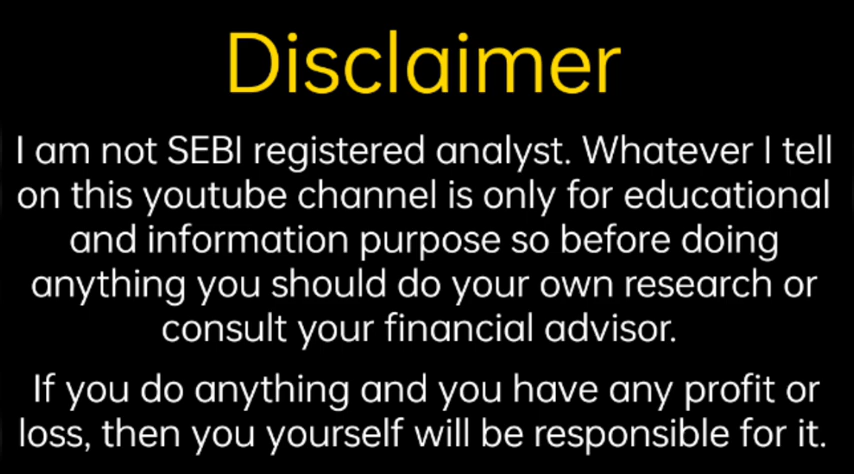 Disclaimer
I am not SEBI registered analyst. Whatever I tell
on this youtube channel is only for educational
and information purpose so before doing
anything you should do your own research or
consult your financial advisor.
If you do anything and you have any profit or
loss, then you yourself will be responsible for it.